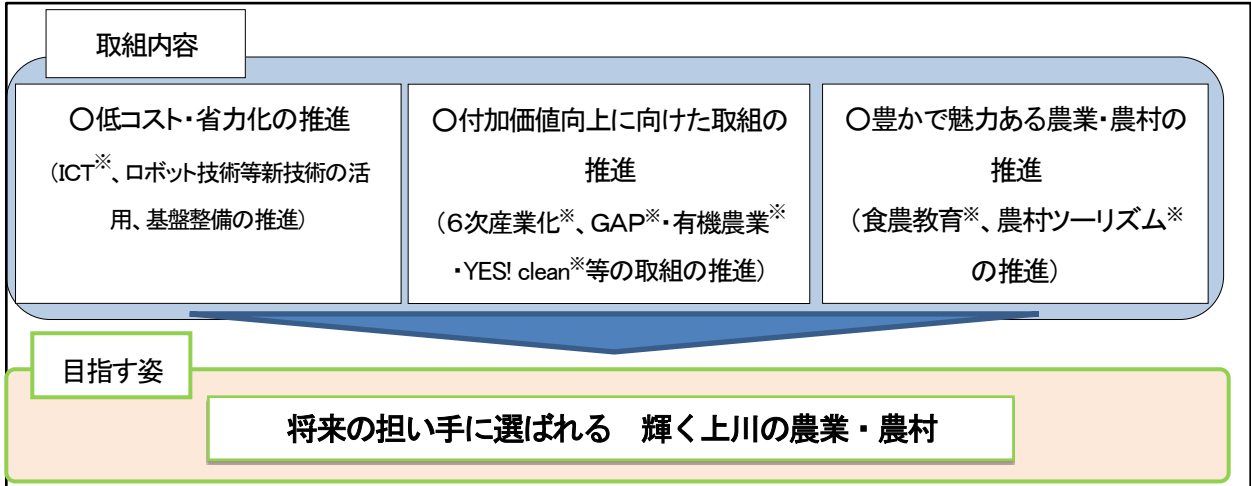 取組内容
○低コスト・省力化の推進
（ICT※、ロボット技術等新技術の活
用、基盤整備の推進）
○付加価値向上に向けた取組の
推進
（６次産業化※、GAP※・有機農業※
・YES! clean※等の取組の推進）
○豊かで魅力ある農業・農村の
推進
（食農教育※、農村ツーリズム※
の推進）
目指す姿
将来の担い手に選ばれる　輝く上川の農業・農村